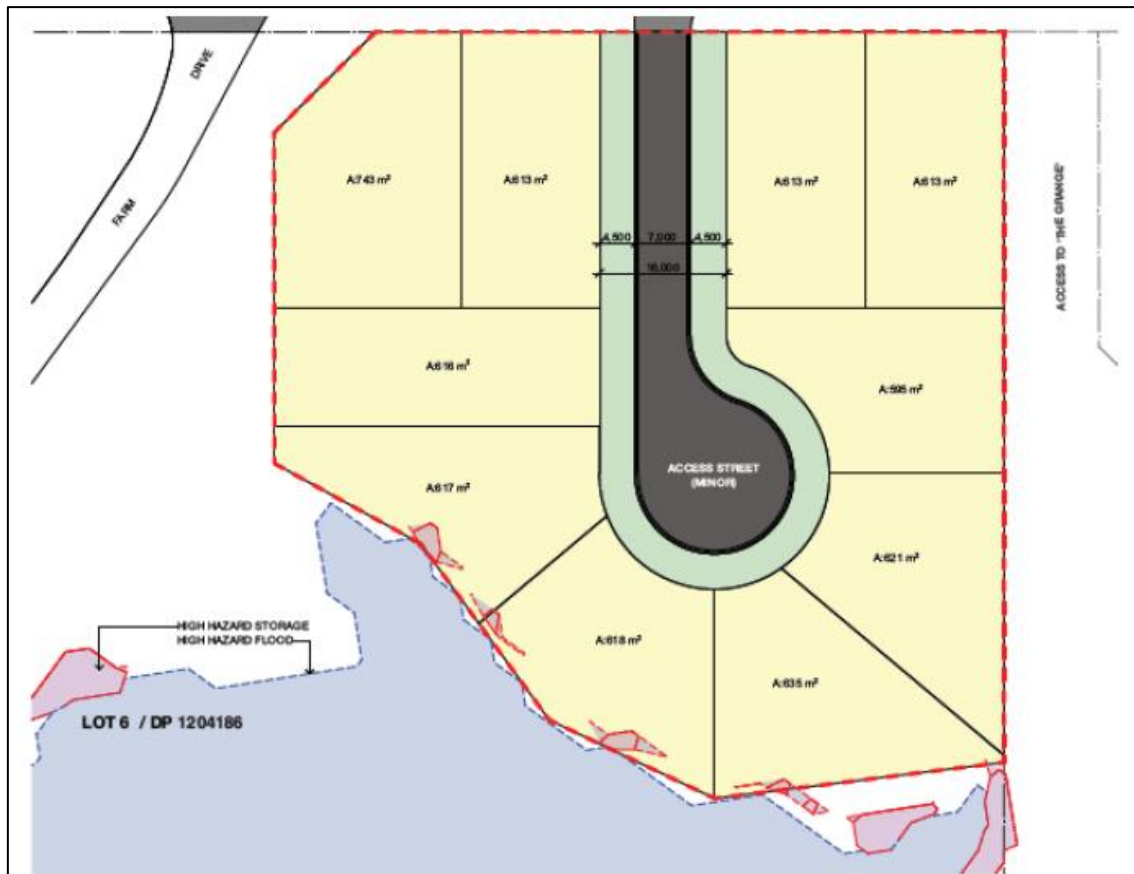 DRIVE
FARM
A:743 m²
A:613 m²
A:613 m²
A:613 m²
ACCESS TO 'THE GRANGE'
4,500
7,000
4,500
16,000
A:616 m²
A:595 m²
ACCESS STREET
(MINOR)
A:617 m²
A:621 m²
HIGH HAZARD STORAGE
HIGH HAZARD FLOOD
A:618 m²
A:635 m²
LOT 6 / DP 1204186